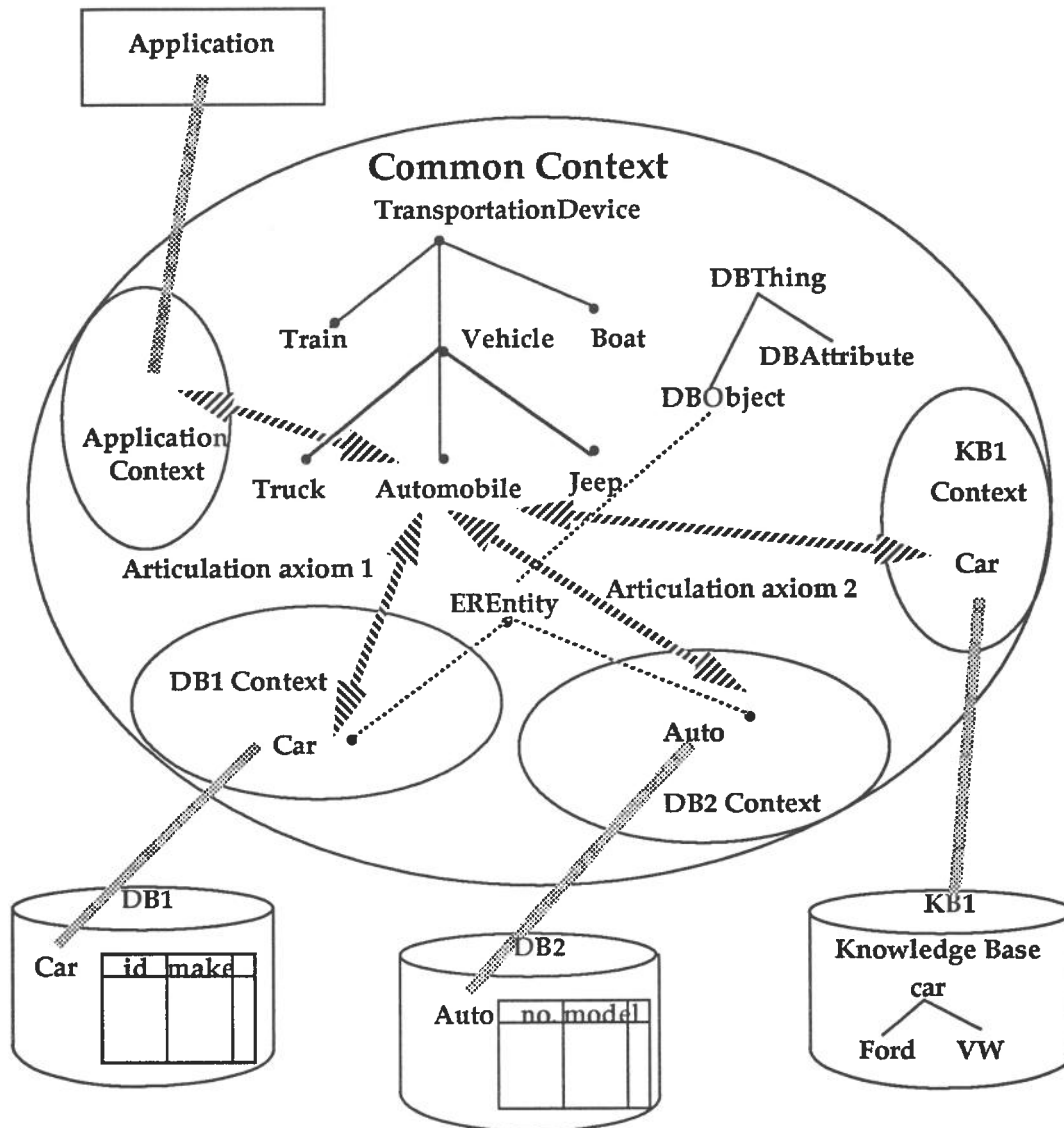 Application
Common Context
TransportationDevice
DBThing
Train
Vehicle
Boat
DBAttribute
DBObject
Application
Context
KB1
Context
Truck
Automobile
Jeep
Car
Articulation axiom 1
Articulation axiom 2
EREntity
DB1 Context
Car
Auto
DB2 Context
DB1
Car
id make
DB2
Auto
no. model
KB1
Knowledge Base
car
Ford
VW